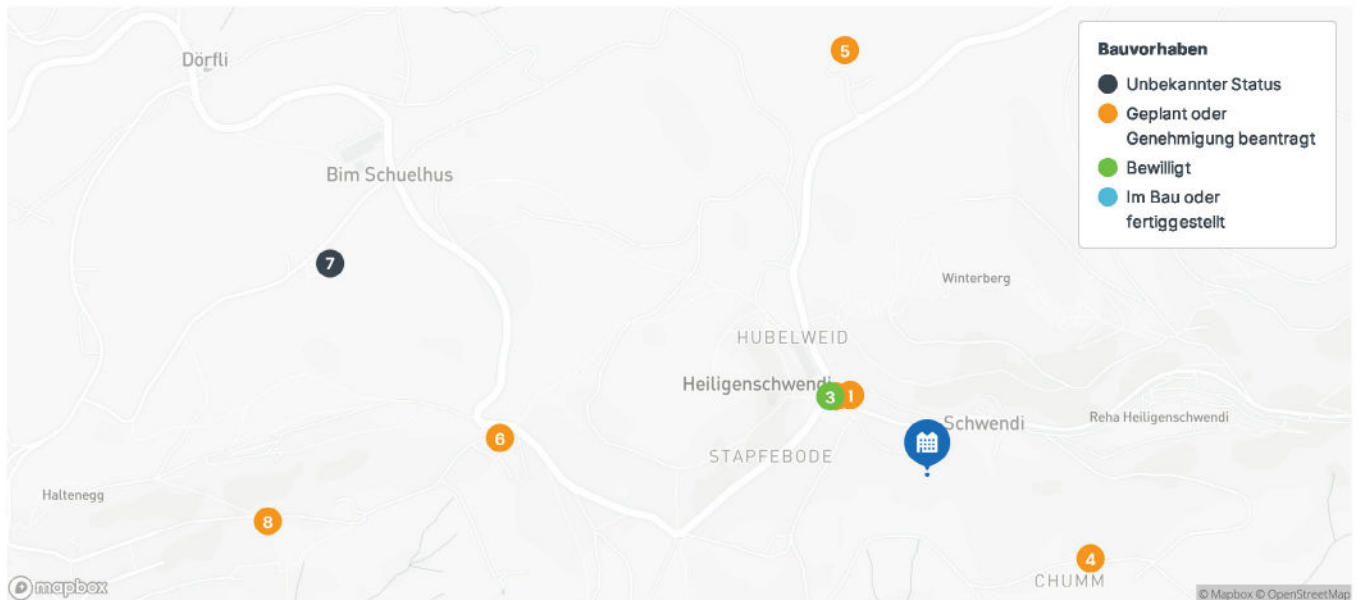 Dörfli
5
Bauvorhaben
Unbekannter Status
Geplant oder
Genehmigung beantragt
Bewilligt
Im Bau oder
fertiggestellt
Bim Schuelhus
7
Winterberg
HUBELWEID
Heiligenschwendi
3
1
Schwendi
Reha Heiligenschwendi
6
STAPFEBODE
Haltenegg
8
4
CHUMM
mapbox
© Mapbox © OpenStreetMap